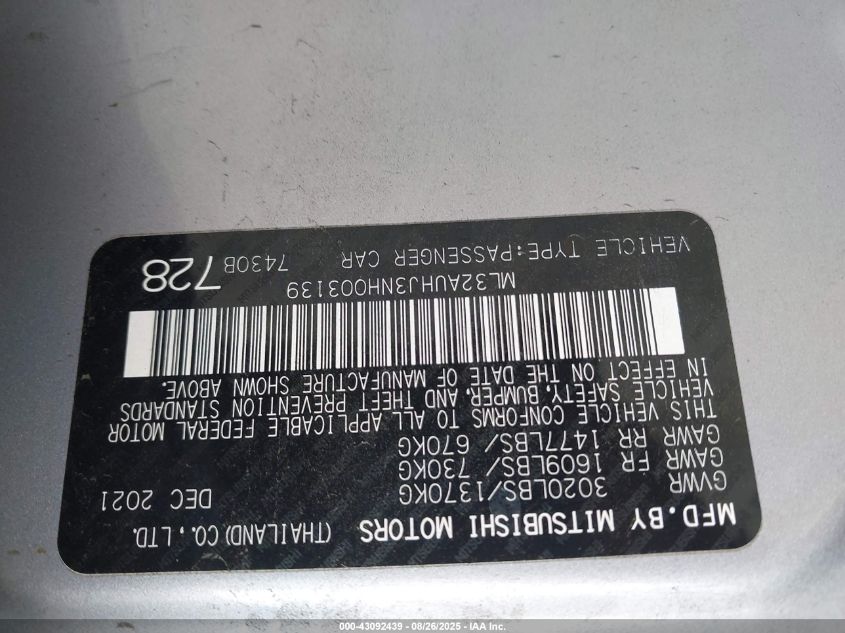 MFD. BY MITSUBISHI MOTORS (THAILAND) CO., LTD.
GVWR 3020LBS/1370KG DEC 2021
GAWR FR 1609LBS/ 730KG
GAWR RR 1477LBS/ 670KG
THIS VEHICLE CONFORMS TO ALL APPLICABLE FEDERAL MOTOR
VEHICLE SAFETY, BUMPER, AND THEFT PREVENTION STANDARDS
IN EFFECT ON THE DATE OF MANUFACTURE SHOWN ABOVE.
ML32AUHJ3NH003139
VEHICLE TYPE:PASSENGER CAR 7430B 728
000-43092439 - 08/26/2025 - IAA Inc.